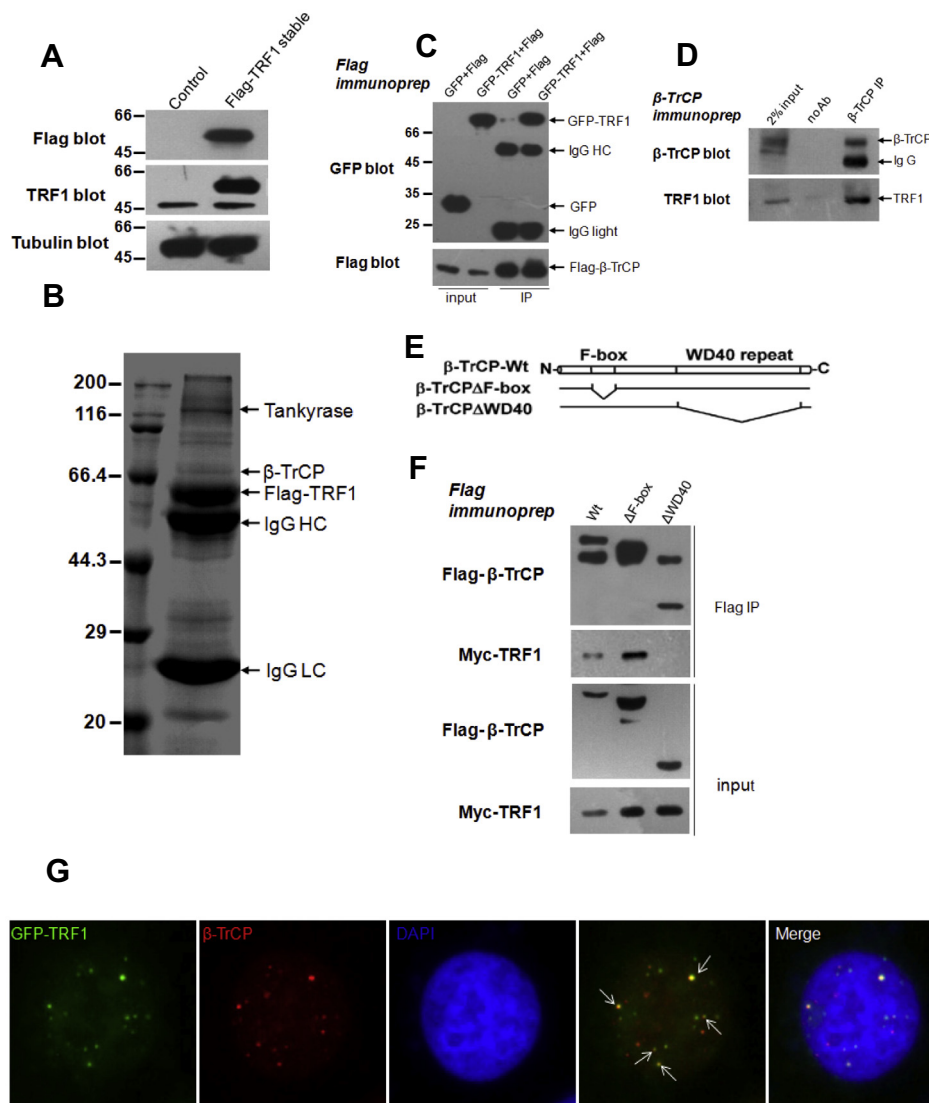 A
Control
Flag-TRF1 stable
66
Flag blot
45
66
TRF1 blot
45
66
Tubulin blot
45
B
200
116
66.4
44.3
29
20
Tankyrase
β-TrCP
Flag-TRF1
IgG HC
IgG LC
C
Flag
immunoprep
GFP+Flag
GFP-TRF1+Flag
GFP+Flag
GFP-TRF1+Flag
GFP blot
66
45
35
25
GFP-TRF1
IgG HC
GFP
IgG light
Flag blot
Flag-β-TrCP
input
IP
D
β-TrCP
immunoprep
2% input
noAb
β-TrCP IP
β-TrCP blot
β-TrCP
Ig G
TRF1 blot
TRF1
E
F-box
WD40 repeat
β-TrCP-Wt
N-
-C
β-TrCPΔF-box
β-TrCPΔWD40
F
Flag
immunoprep
Wt
ΔF-box
ΔWD40
Flag-β-TrCP
Flag IP
Myc-TRF1
Flag-β-TrCP
input
Myc-TRF1
G
GFP-TRF1
β-TrCP
DAPI
Merge